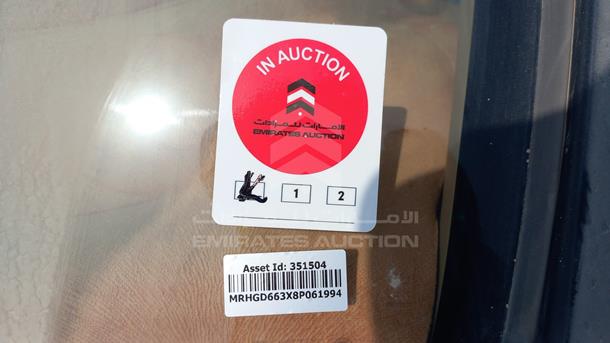 IN AUCTION
الإمارات للمزادات
EMIRATES AUCTION
1 2
الإمارات للمزادات
EMIRATES AUCTION
Asset Id: 351504
MRHGD663X8P061994